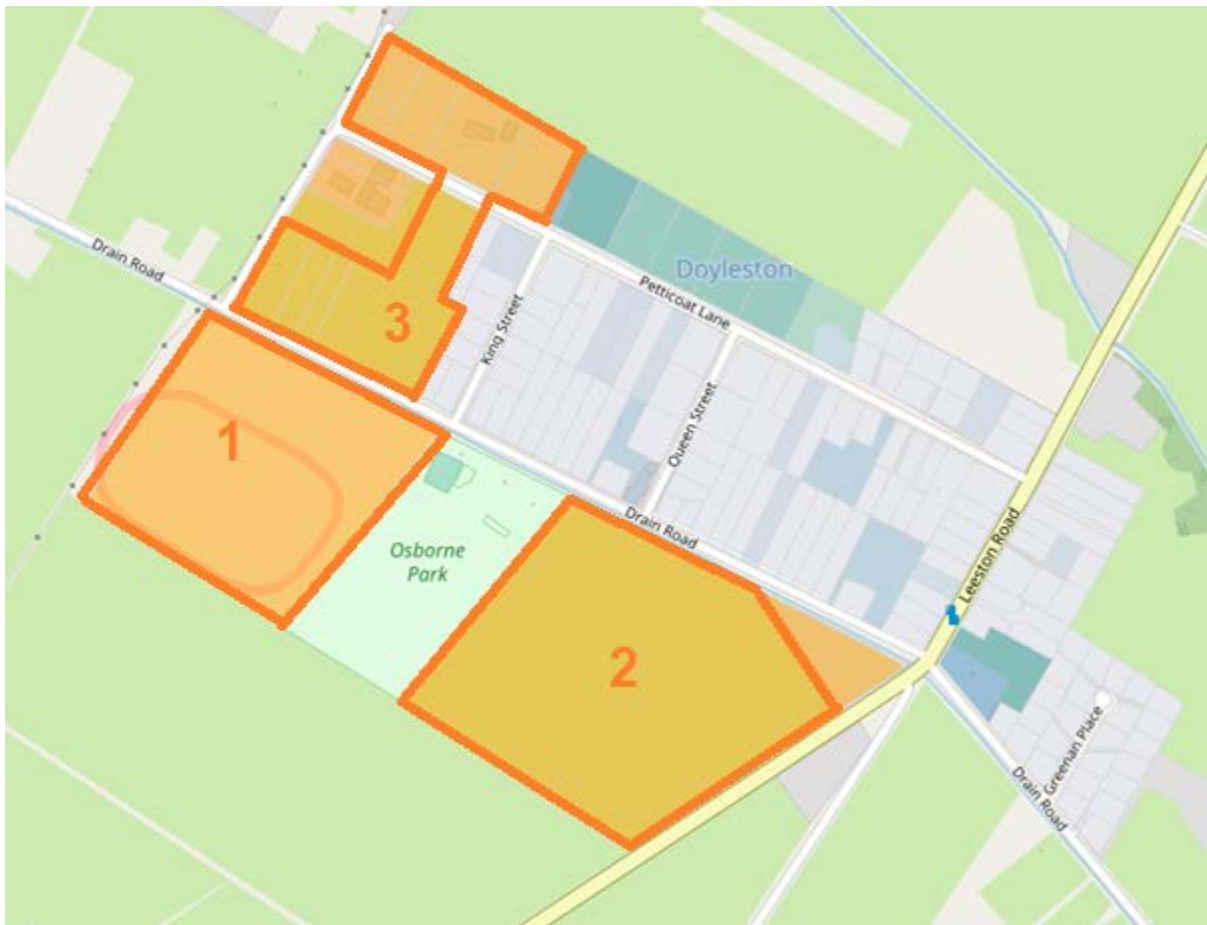 Doyleston
Drain Road
Petticoat Lane
King Street
3
Queen Street
1
Drain Road
Osborne
Park
Leeston Road
2
Greenan Place
Drain Road